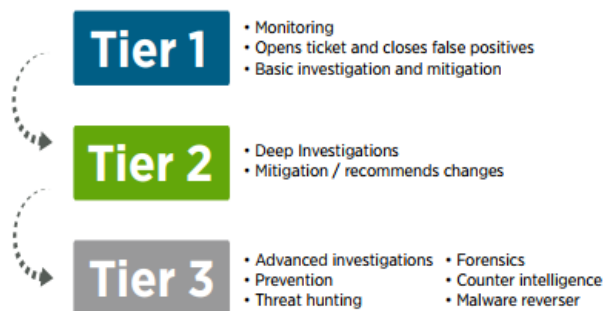 Tier 1
• Monitoring
• Opens ticket and closes false positives
• Basic investigation and mitigation
Tier 2
• Deep Investigations
• Mitigation / recommends changes
Tier 3
• Advanced investigations
• Prevention
• Threat hunting
• Forensics
• Counter intelligence
• Malware reverser